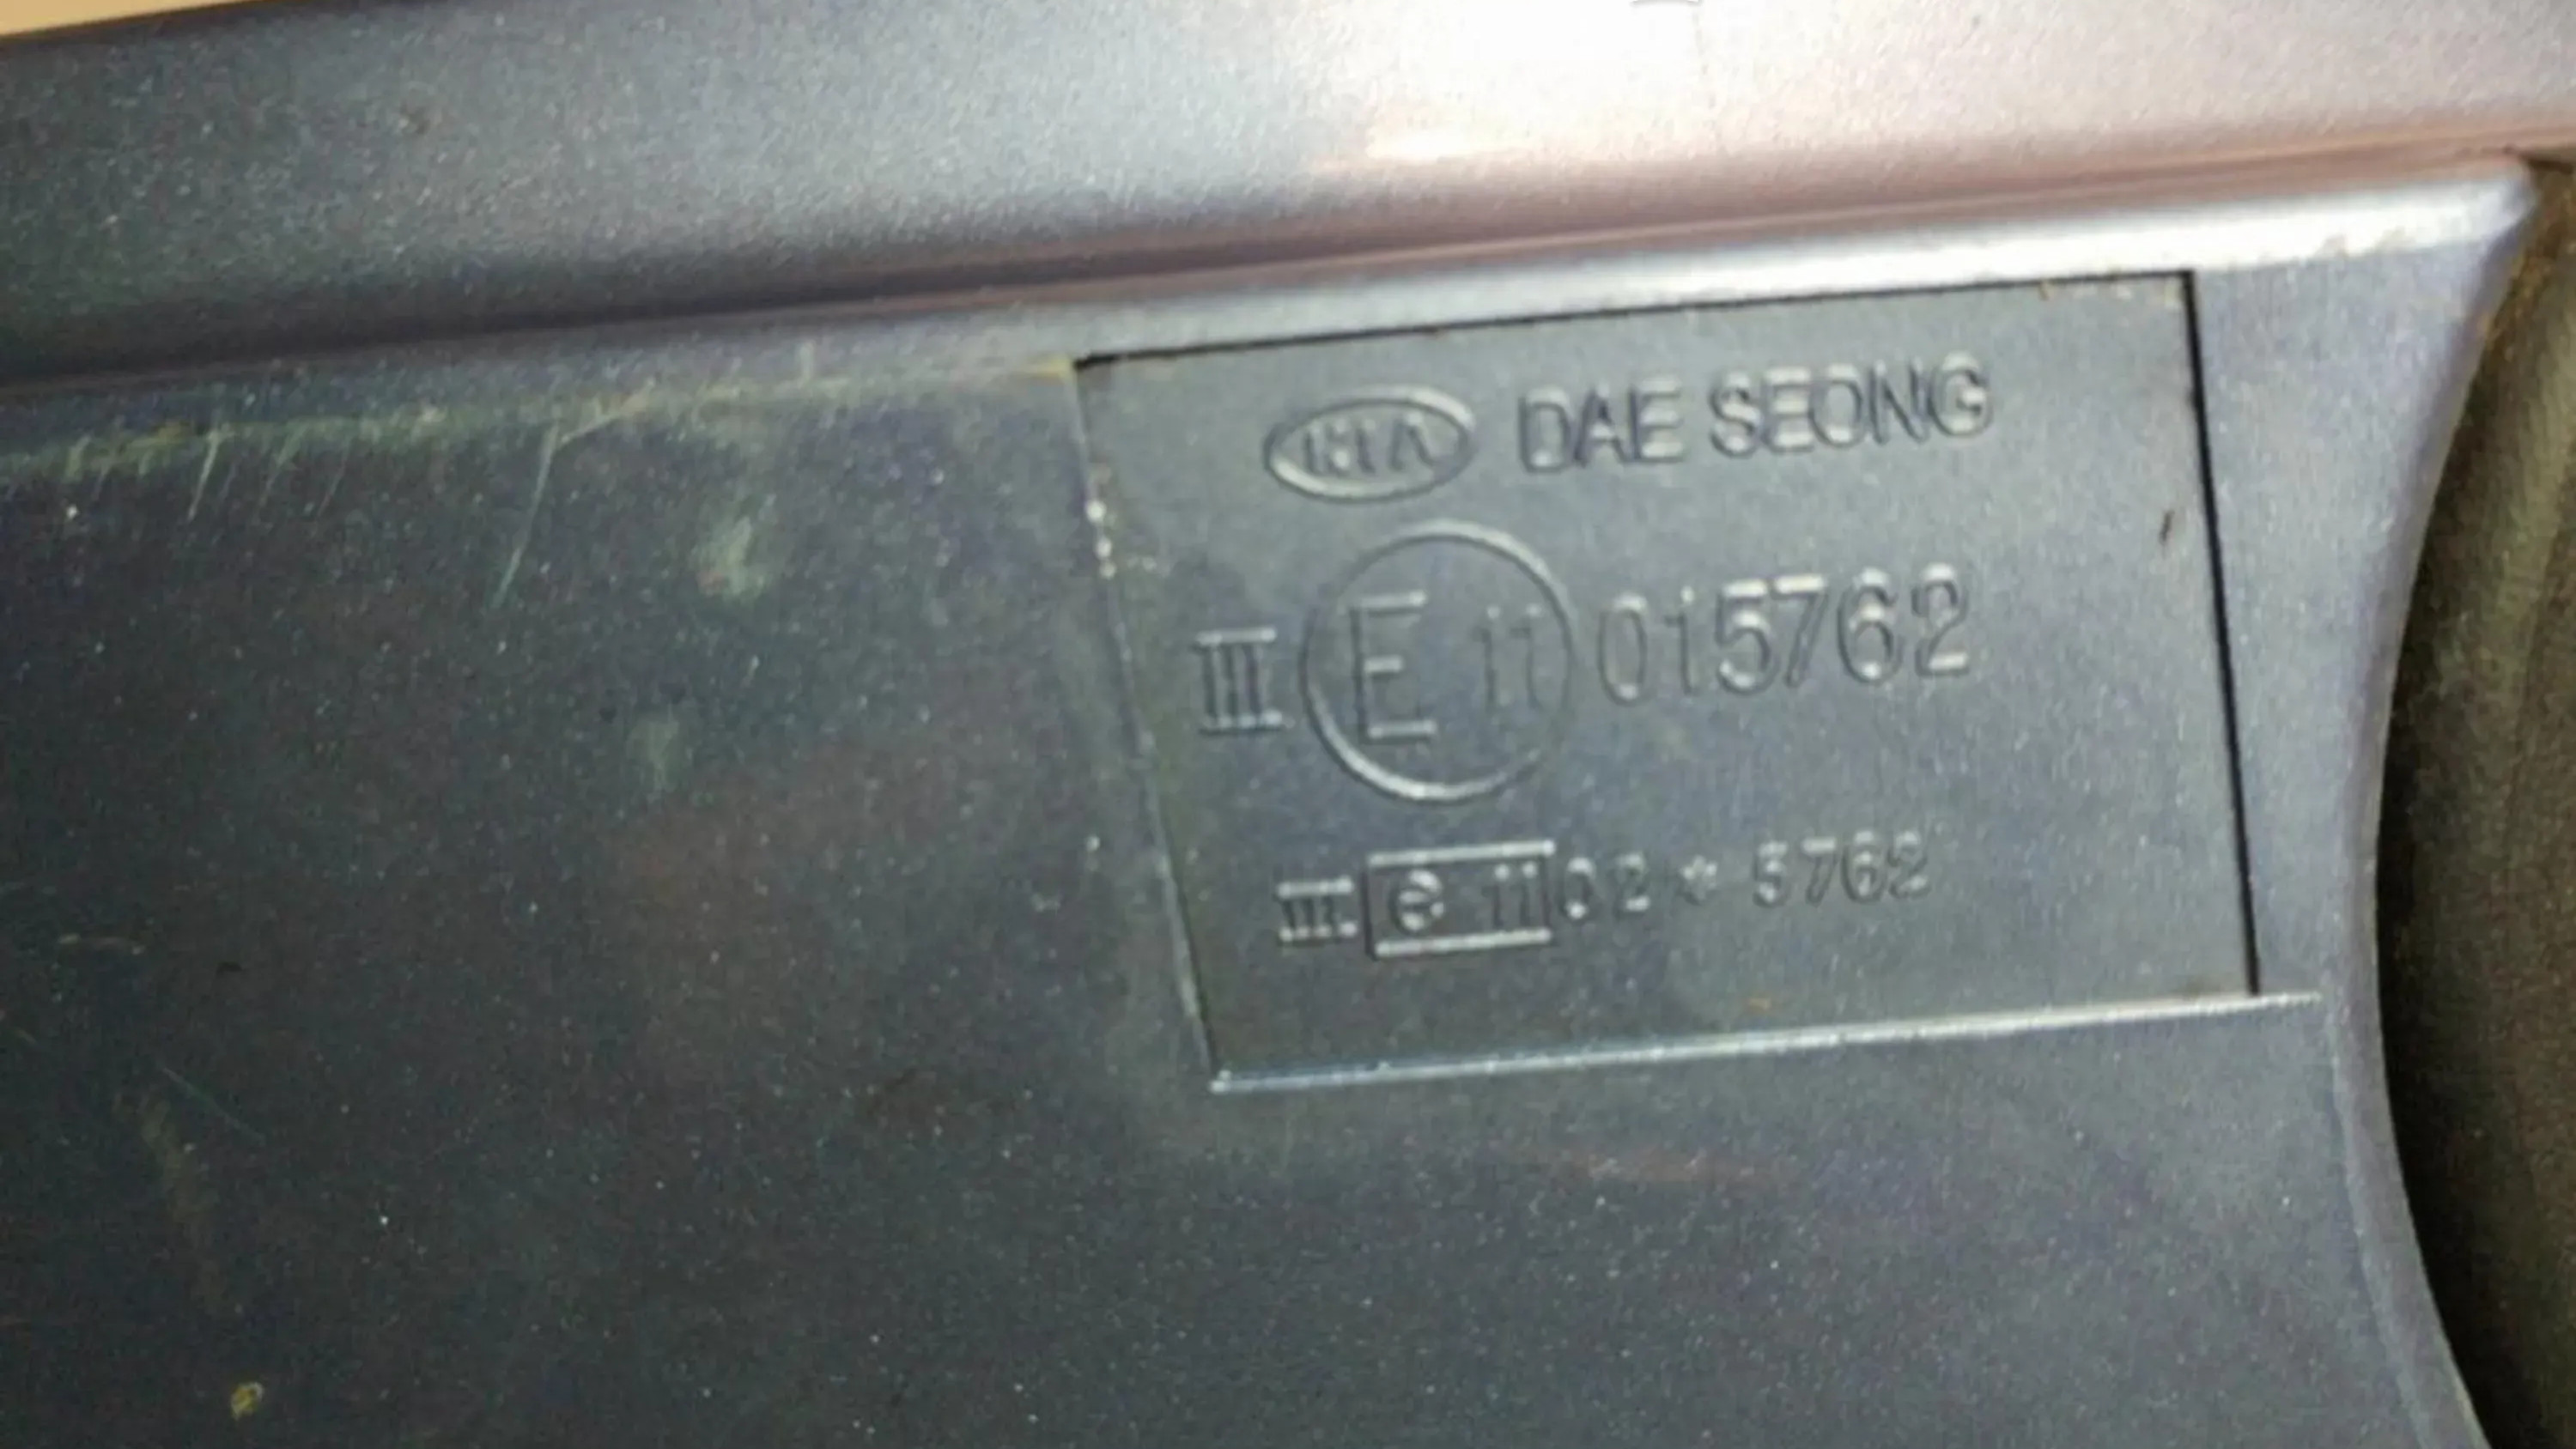 KIA DAE SEONG
III E 11 015762
III e 11 02 * 5762